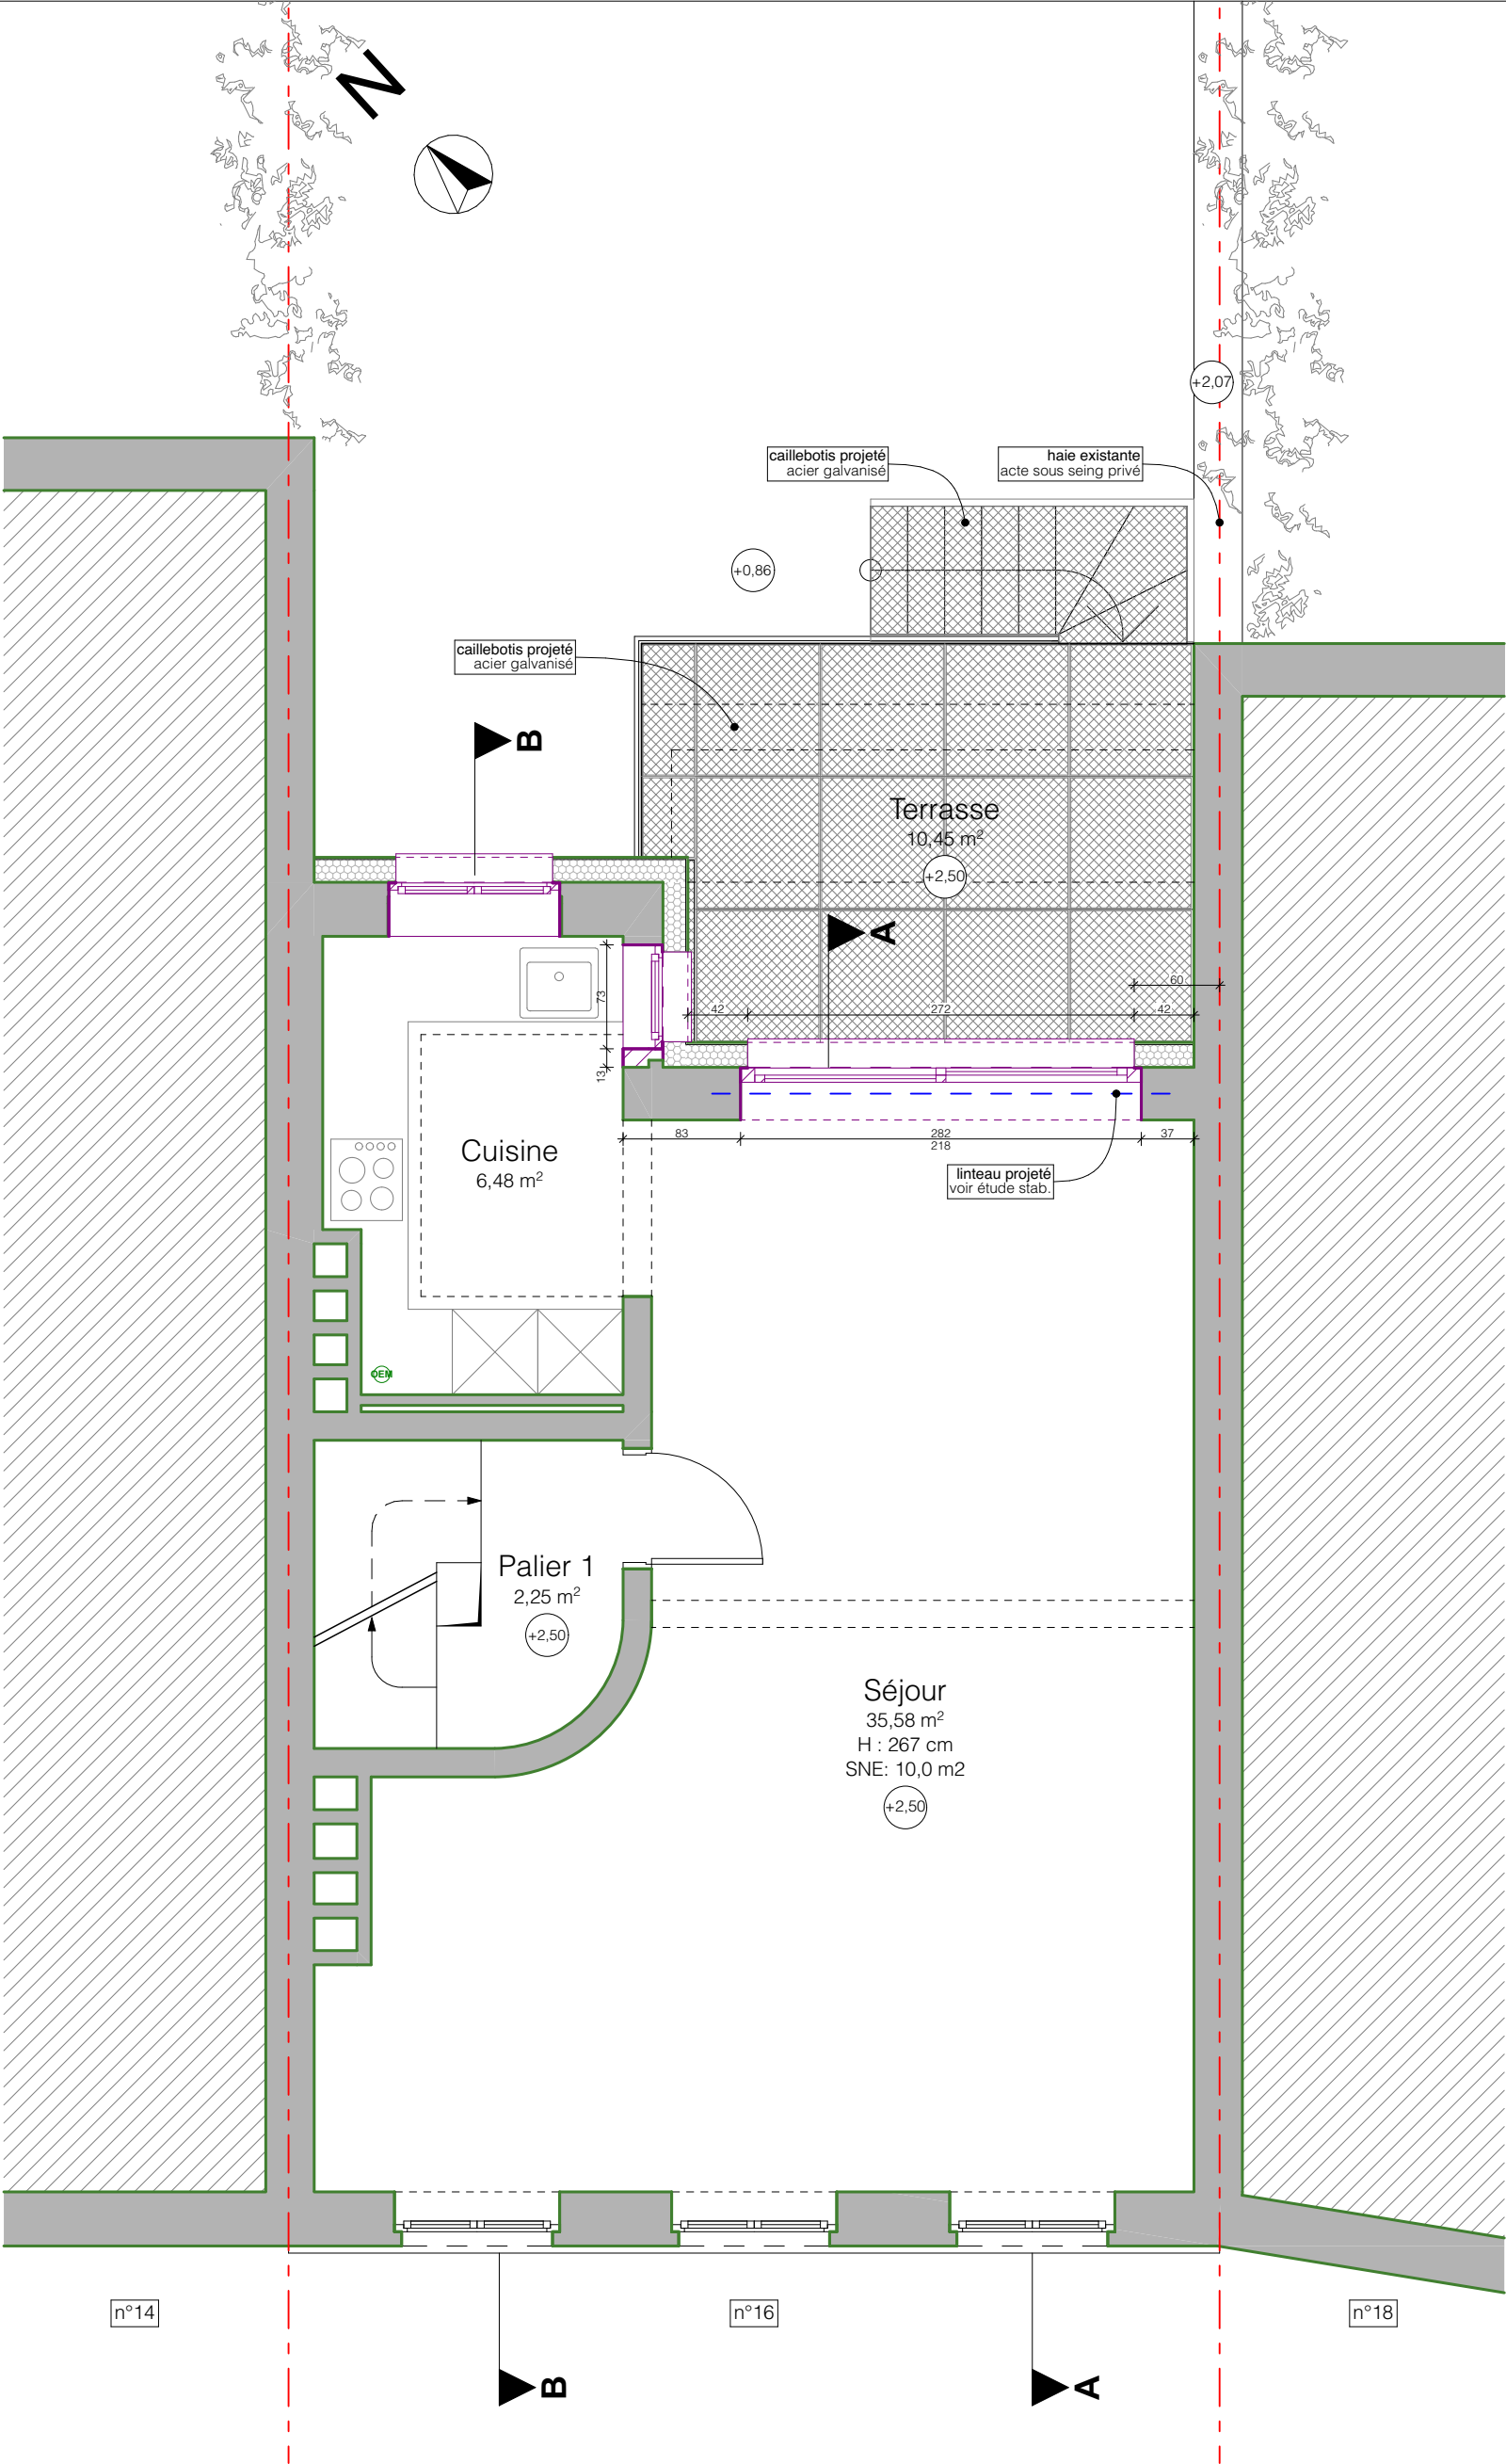 N
+2,07
caillebotis projeté
acier galvanisé
haie existante
acte sous seing privé
+0,86
caillebotis projeté
acier galvanisé
B
Terrasse
10,45 m²
+2,50
A
60
42
272
42
73
13
83
282
218
37
linteau projeté
voir étude stab.
Cuisine
6,48 m²
OEM
Palier 1
2,25 m²
+2,50
Séjour
35,58 m²
H : 267 cm
SNE: 10,0 m2
+2,50
n°14
n°16
n°18
B
A